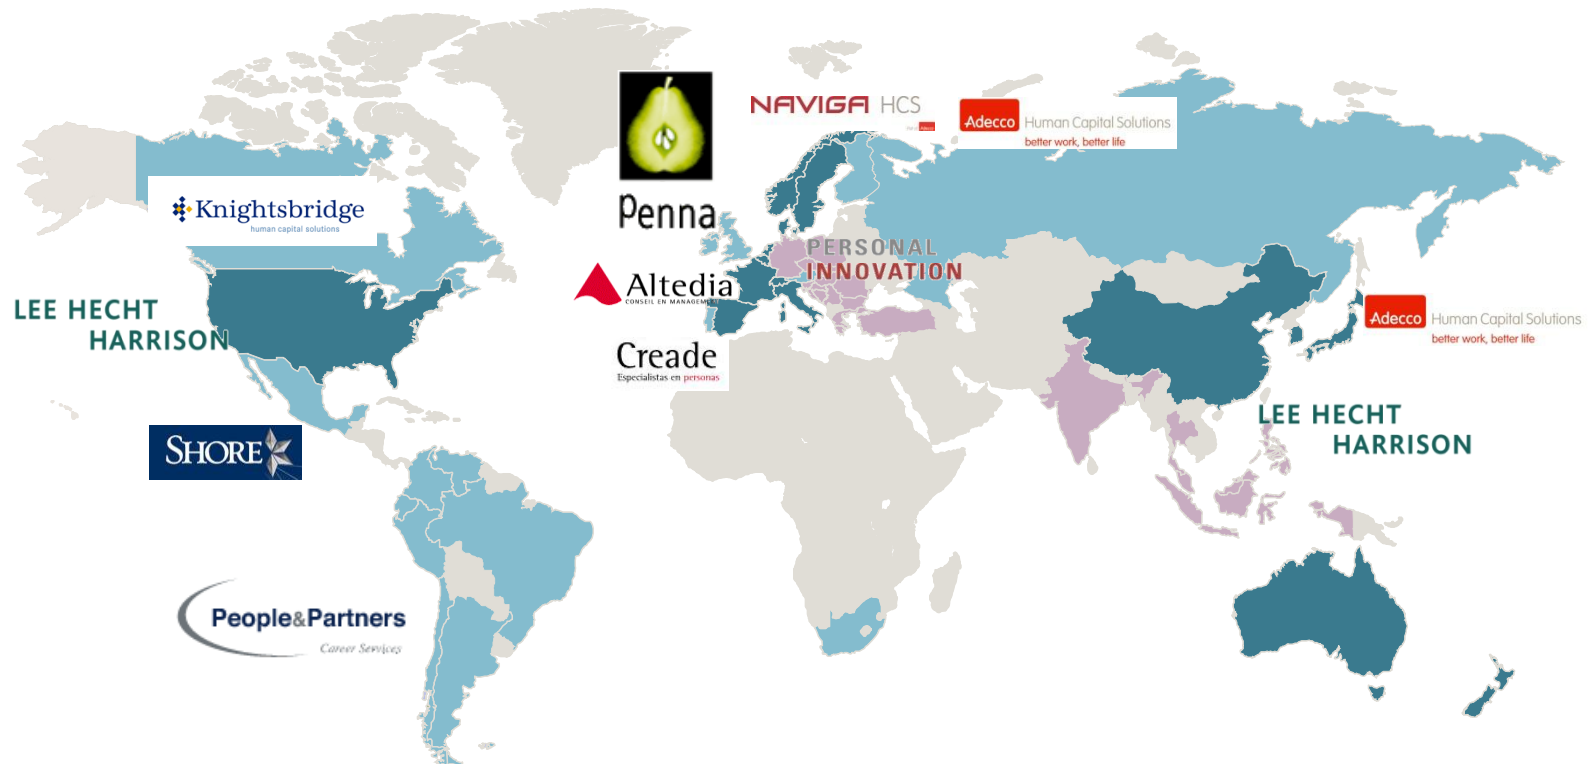 Penna
NAVIGA HCS
Adecco
Adecco Human Capital Solutions
better work, better life
Knightsbridge
human capital solutions
PERSONAL
INNOVATION
Altedia
CONSEIL EN MANAGEMENT
LEE HECHT
HARRISON
Adecco Human Capital Solutions
better work, better life
Creade
Especialistas en personas
LEE HECHT
HARRISON
SHORE
People&Partners
Career Services